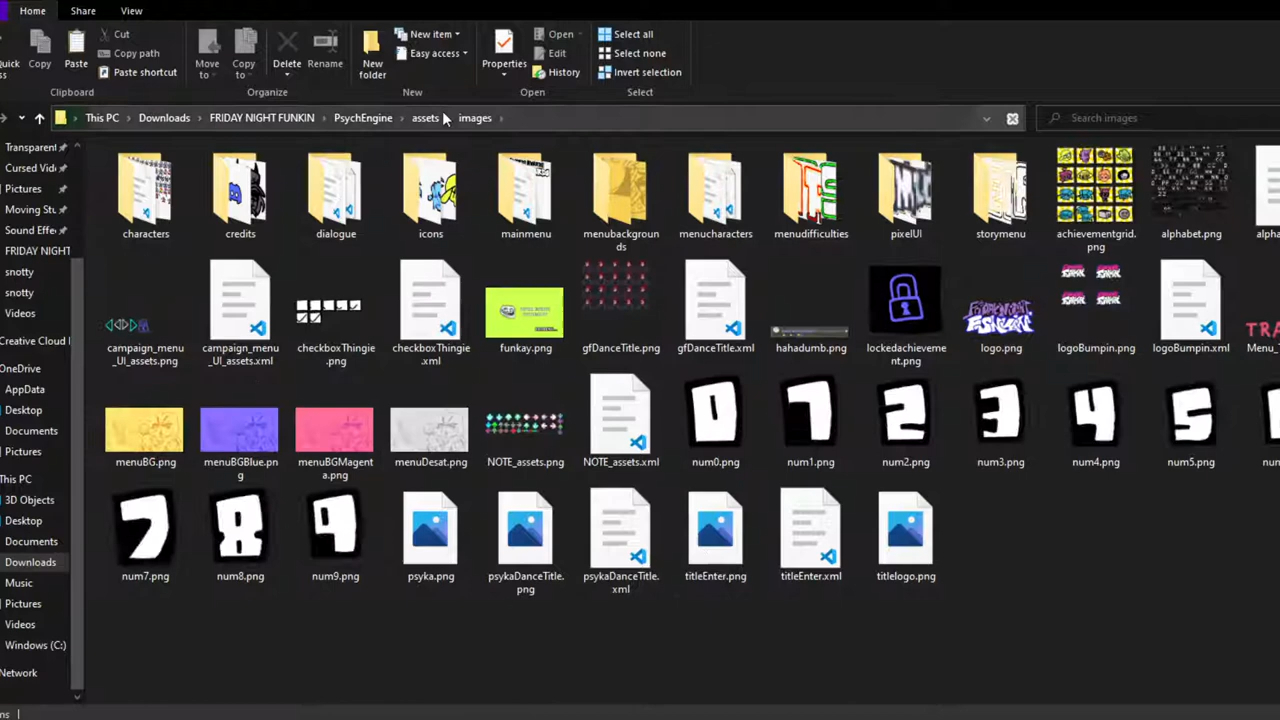 Home Share View
Cut
Copy path
Paste shortcut
Copy
Paste
Move to
Copy to
Delete
Rename
New folder
New item
Easy access
Properties
Open
Edit
History
Select all
Select none
Invert selection
Clipboard Organize New Open Select
This PC > Downloads > FRIDAY NIGHT FUNKIN > PsychEngine > assets > images >
Search images
Transparent
Cursed Vid
Pictures
Moving Stu
Sound Effe
FRIDAY NIGHT
snotty
snotty
Videos
Creative Cloud
OneDrive
AppData
Desktop
Documents
Pictures
This PC
3D Objects
Desktop
Documents
Downloads
Music
Pictures
Videos
Windows (C:)
Network
characters credits dialogue icons mainmenu menubackgrounds menucharacters menudifficulties pixelUI storymenu achievementgrid.png alphabet.png alpha
campaign_menu_UI_assets.png campaign_menu_UI_assets.xml checkboxThingie.png checkboxThingie.xml funkay.png gfDanceTitle.png gfDanceTitle.xml hahadumb.png lockedachievement.png logo.png logoBumpin.png logoBumpin.xml Menu_
menuBG.png menuBGBlue.png menuBGMagenta.png menuDesat.png NOTE_assets.png NOTE_assets.xml num0.png num1.png num2.png num3.png num4.png num5.png
num7.png num8.png num9.png psyka.png psykaDanceTitle.png psykaDanceTitle.xml titleEnter.png titleEnter.xml titlelogo.png